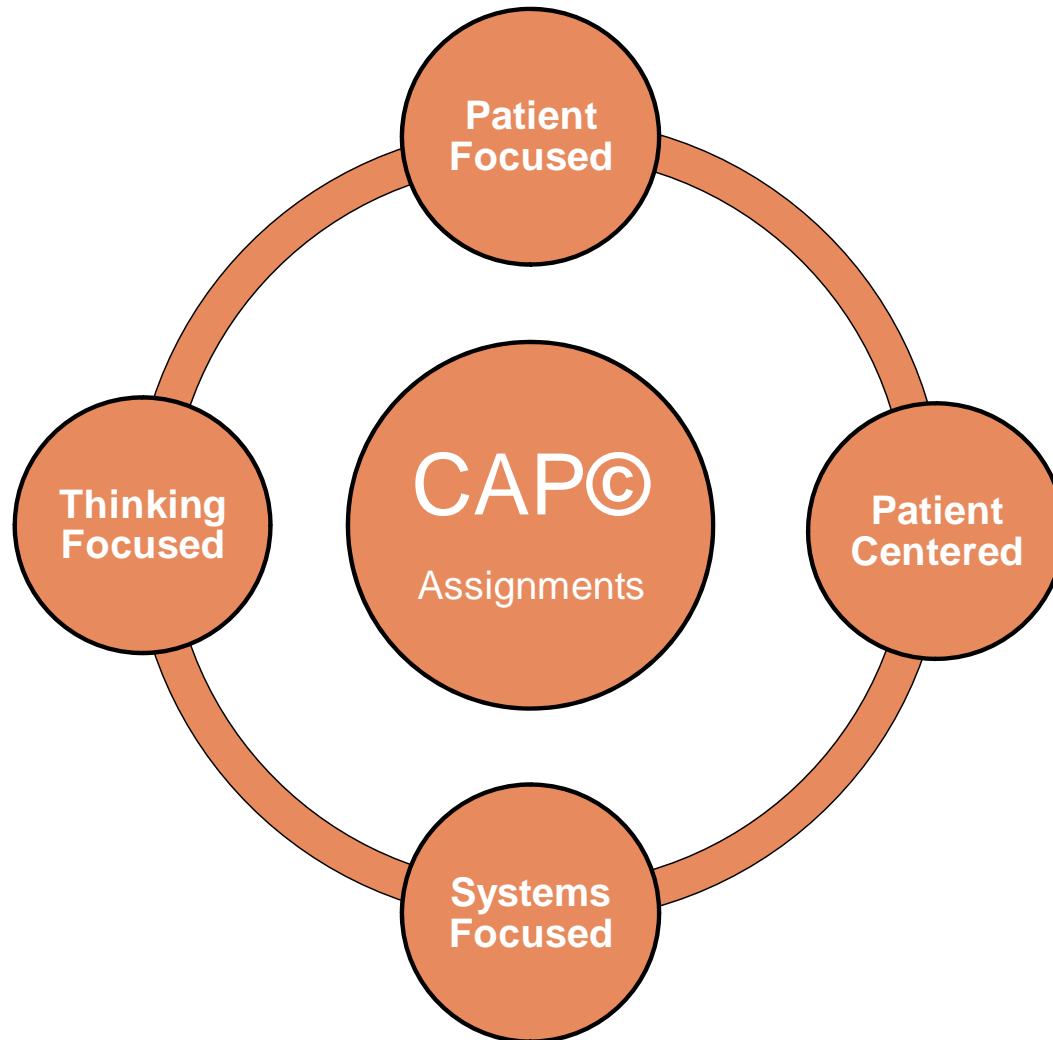 Patient
Focused
CAP©
Assignments
Thinking
Focused
Patient
Centered
Systems
Focused